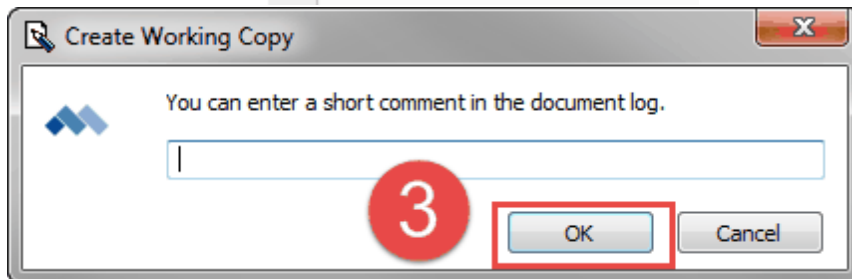 Create Working Copy
You can enter a short comment in the document log.
3
OK Cancel